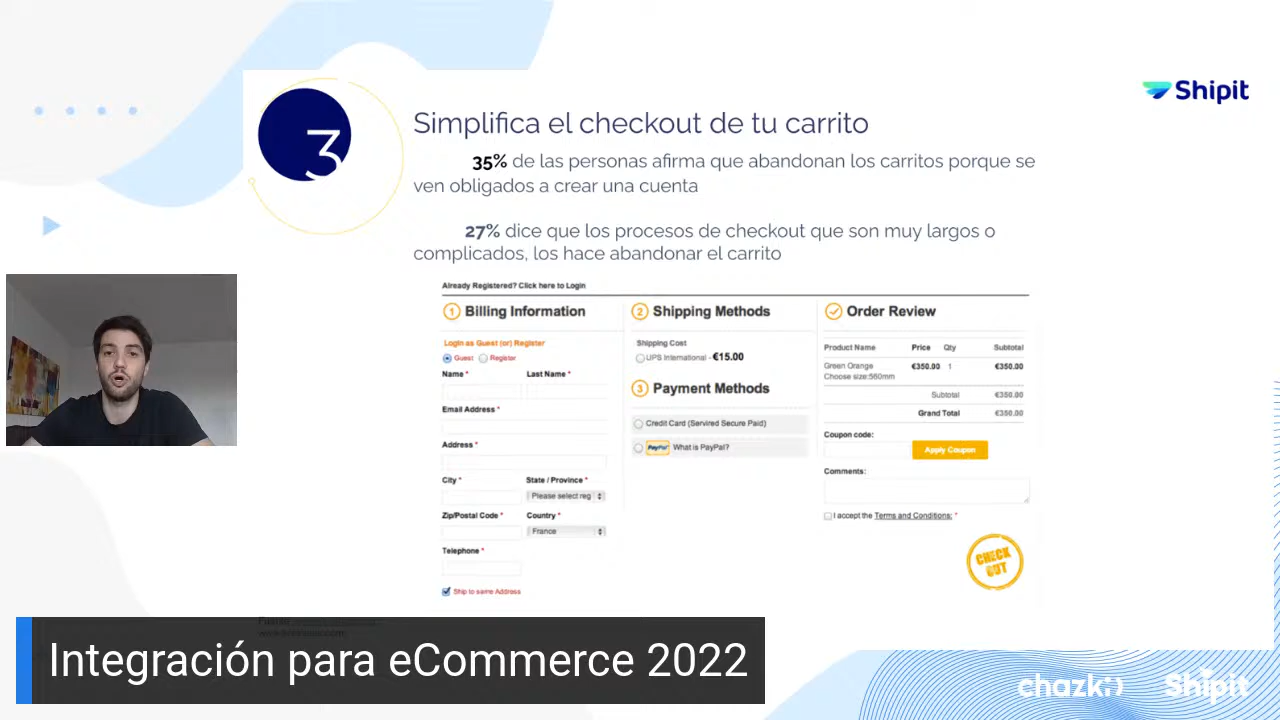 Shipit
3
Simplifica el checkout de tu carrito
35% de las personas afirma que abandonan los carritos porque se
ven obligados a crear una cuenta
27% dice que los procesos de checkout que son muy largos o
complicados, los hace abandonar el carrito
Already Registered? Click here to Login
1 Billing Information
Login as Guest (or) Register
Guest Register
Name * Last Name *
Email Address *
Address *
City * State / Province *
Please select reg
Zip/Postal Code * Country *
France
Telephone *
Ship to same Address
2 Shipping Methods
Shipping Cost
UPS International - €15.00
3 Payment Methods
Credit Card (Servired Secure Paid)
PayPal What is PayPal?
Order Review
Product Name Price Qty Subtotal
Green Orange €350.00 1 €350.00
Choose size:560mm
Subtotal €350.00
Grand Total €350.00
Coupon code:
Apply Coupon
Comments:
I accept the Terms and Conditions: *
CHECK
OUT
Integración para eCommerce 2022
chazki Shipit